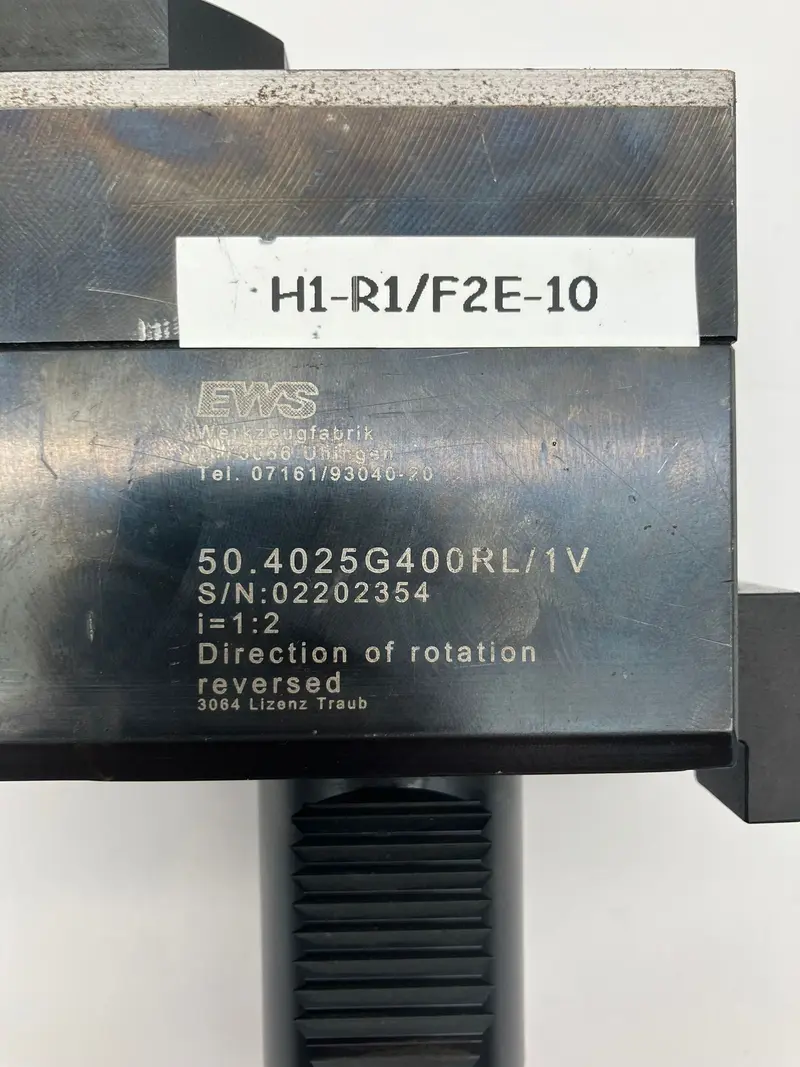 H1-R1/F2E-10
EWS
Werkzeugfabrik
Uhingen
Tel. 07161/93040-20
50.4025G400RL/1V
S/N:02202354
i=1:2
Direction of rotation
reversed
3064 Lizenz Traub